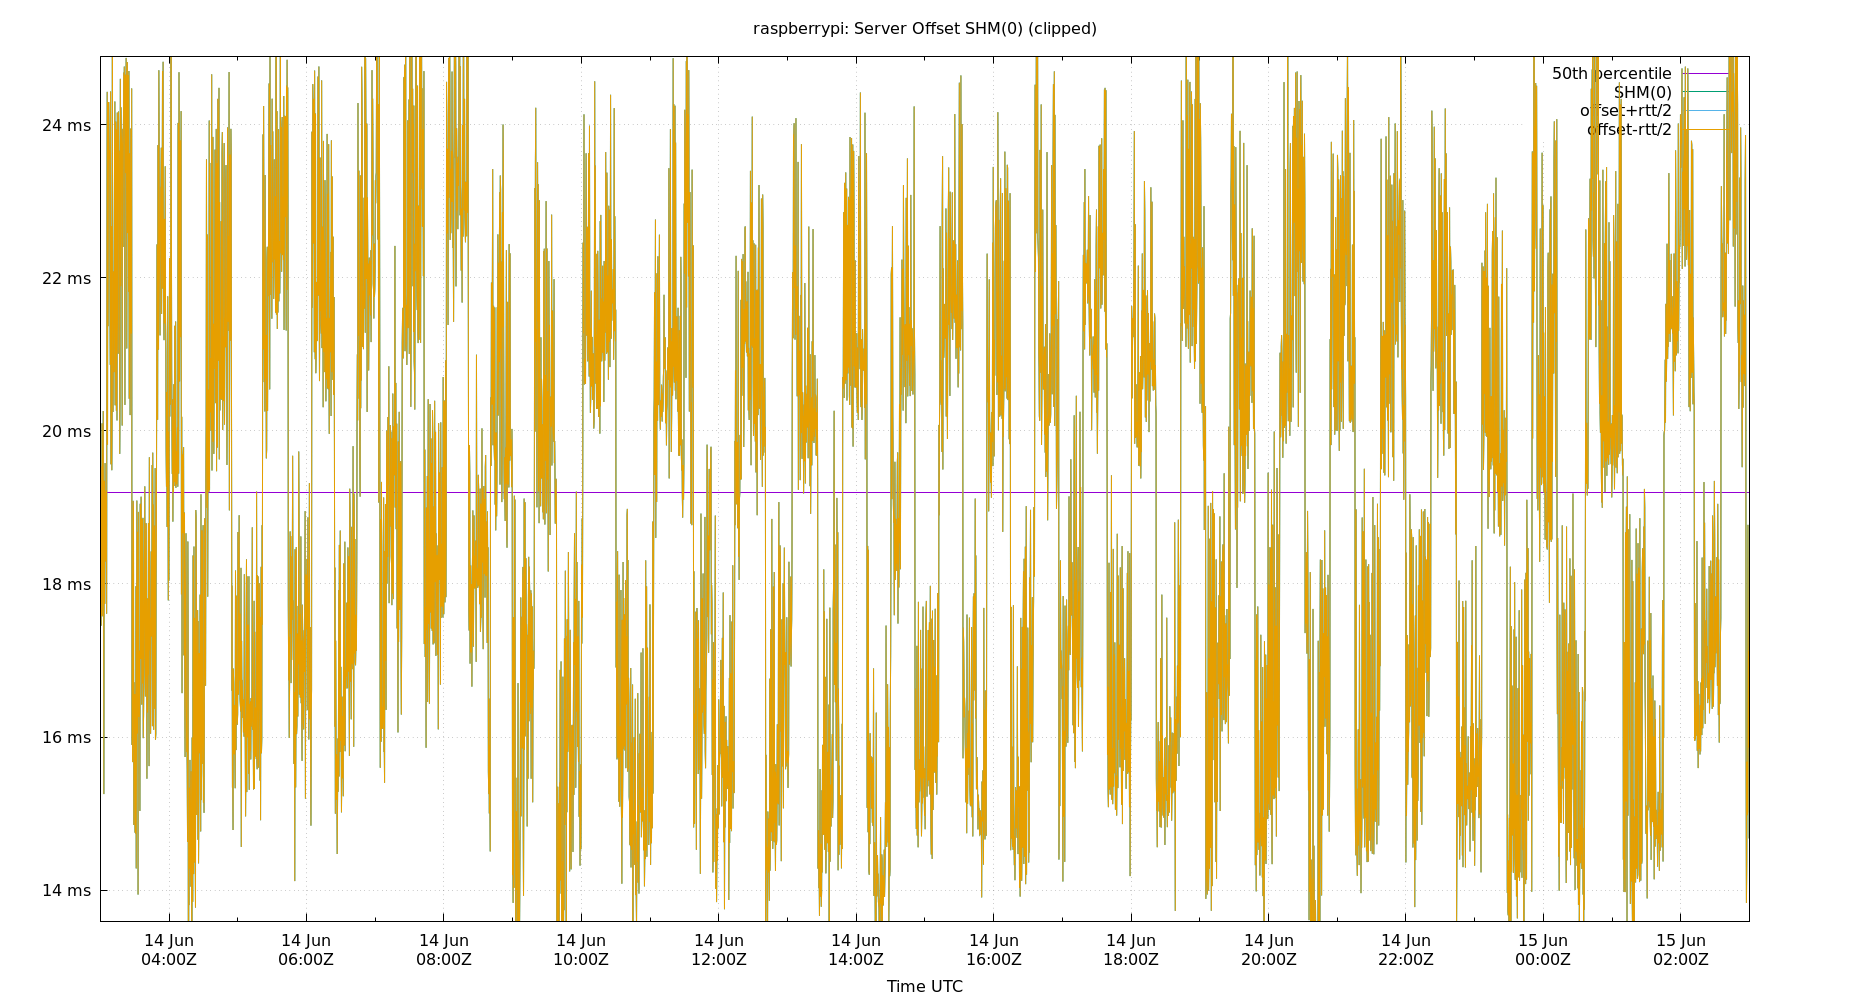 raspberrypi: Server Offset SHM(0) (clipped)
50th percentile
SHM(0)
offset+rtt/2
offset-rtt/2
24 ms
22 ms
20 ms
18 ms
16 ms
14 ms
14 Jun 14 Jun 14 Jun 14 Jun 14 Jun 14 Jun 14 Jun 14 Jun 14 Jun 14 Jun 15 Jun 15 Jun
04:00Z 06:00Z 08:00Z 10:00Z 12:00Z 14:00Z 16:00Z 18:00Z 20:00Z 22:00Z 00:00Z 02:00Z
Time UTC